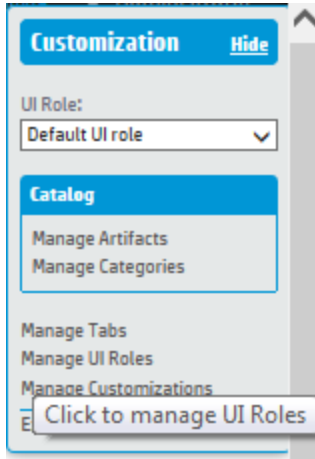 Customization Hide
UI Role:
Default UI role
Catalog
Manage Artifacts
Manage Categories
Manage Tabs
Manage UI Roles
Manage Customizations
Click to manage UI Roles